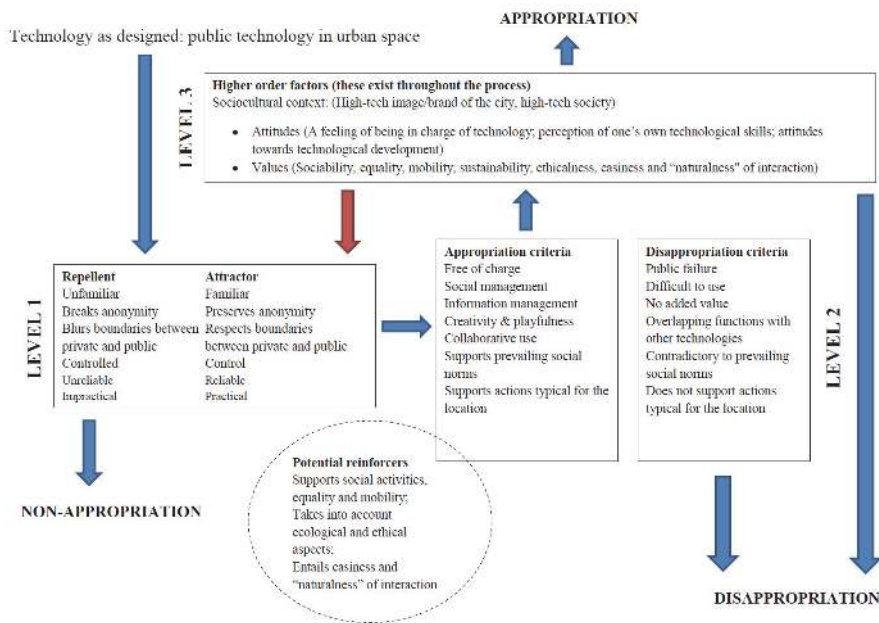 APPROPRIATION
Technology as designed: public technology in urban space
LEVEL 3
Higher order factors (these exist throughout the process)
Sociocultural context: (High-tech image/brand of the city, high-tech society)
• Attitudes (A feeling of being in charge of technology; perception of one's own technological skills; attitudes
towards technological development)
• Values (Sociability, equality, mobility, sustainability, ethicalness, easiness and "naturalness" of interaction)
LEVEL 1
Repellent
Unfamiliar
Breaks anonymity
Blurs boundaries between
private and public
Controlled
Unreliable
Impractical
Attractor
Familiar
Preserves anonymity
Respects boundaries
between private and public
Control
Reliable
Practical
Appropriation criteria
Free of charge
Social management
Information management
Creativity & playfulness
Collaborative use
Supports prevailing social
norms
Supports actions typical for the
location
Disappropriation criteria
Public failure
Difficult to use
No added value
Overlapping functions with
other technologies
Contradictory to prevailing
social norms
Does not support actions
typical for the location
LEVEL 2
NON-APPROPRIATION
Potential reinforcers
Supports social activities,
equality and mobility;
Takes into account
ecological and ethical
aspects;
Entails easiness and
"naturalness" of interaction
DISAPPROPRIATION